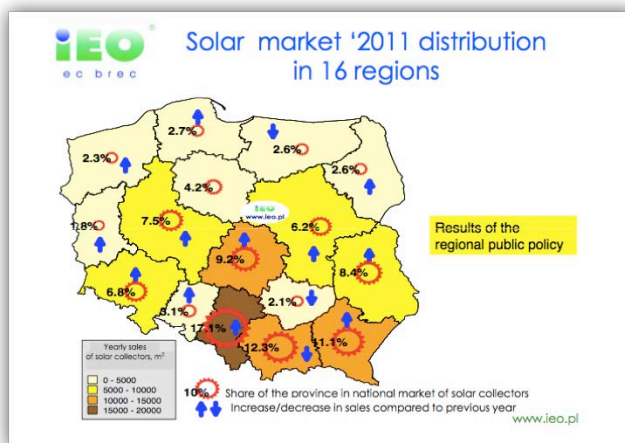 iEO
ec brec
Solar market ‘2011 distribution
in 16 regions
2.7%
2.3%
2.6%
2.6%
4.2%
iEO
www.ieo.pl
1.8%
7.5%
6.2%
Results of the
regional public policy
9.2%
8.4%
6.8%
3.1%
2.1%
17.1%
12.3%
11.1%
Yearly sales
of solar collectors, m²
0 - 5000
5000 - 10000
10000 - 15000
15000 - 20000
10% Share of the province in national market of solar collectors
Increase/decrease in sales compared to previous year
www.ieo.pl